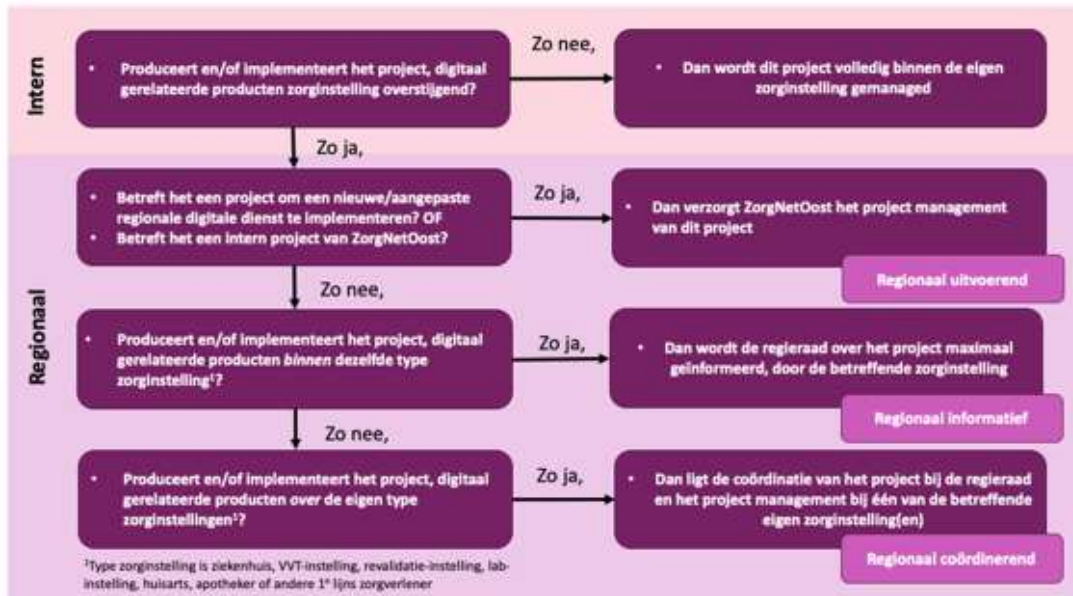 Intern
• Produceert en/of implementeert het project, digitaal
gerelateerde producten zorginstelling overstijgend?
Zo nee,
• Dan wordt dit project volledig binnen de eigen
zorginstelling gemanaged
Zo ja,
Regionaal
• Betreft het een project om een nieuwe/aangepaste
regionale digitale dienst te implementeren? OF
• Betreft het een intern project van ZorgNetOost?
Zo ja,
• Dan verzorgt ZorgNetOost het project management
van dit project
Regionaal uitvoerend
Zo nee,
• Produceert en/of implementeert het project, digitaal
gerelateerde producten binnen dezelfde type
zorginstelling¹?
Zo ja,
• Dan wordt de regieraad over het project maximaal
geïnformeerd, door de betreffende zorginstelling
Regionaal informatief
Zo nee,
• Produceert en/of implementeert het project, digitaal
gerelateerde producten over de eigen type
zorginstellingen¹?
Zo ja,
• Dan ligt de coördinatie van het project bij de regieraad
en het project management bij één van de betreffende
eigen zorginstelling(en)
Regionaal coördinerend
¹Type zorginstelling is ziekenhuis, VVT-instelling, revalidatie-instelling, lab-
instelling, huisarts, apotheker of andere 1ᵉ lijns zorgverlener